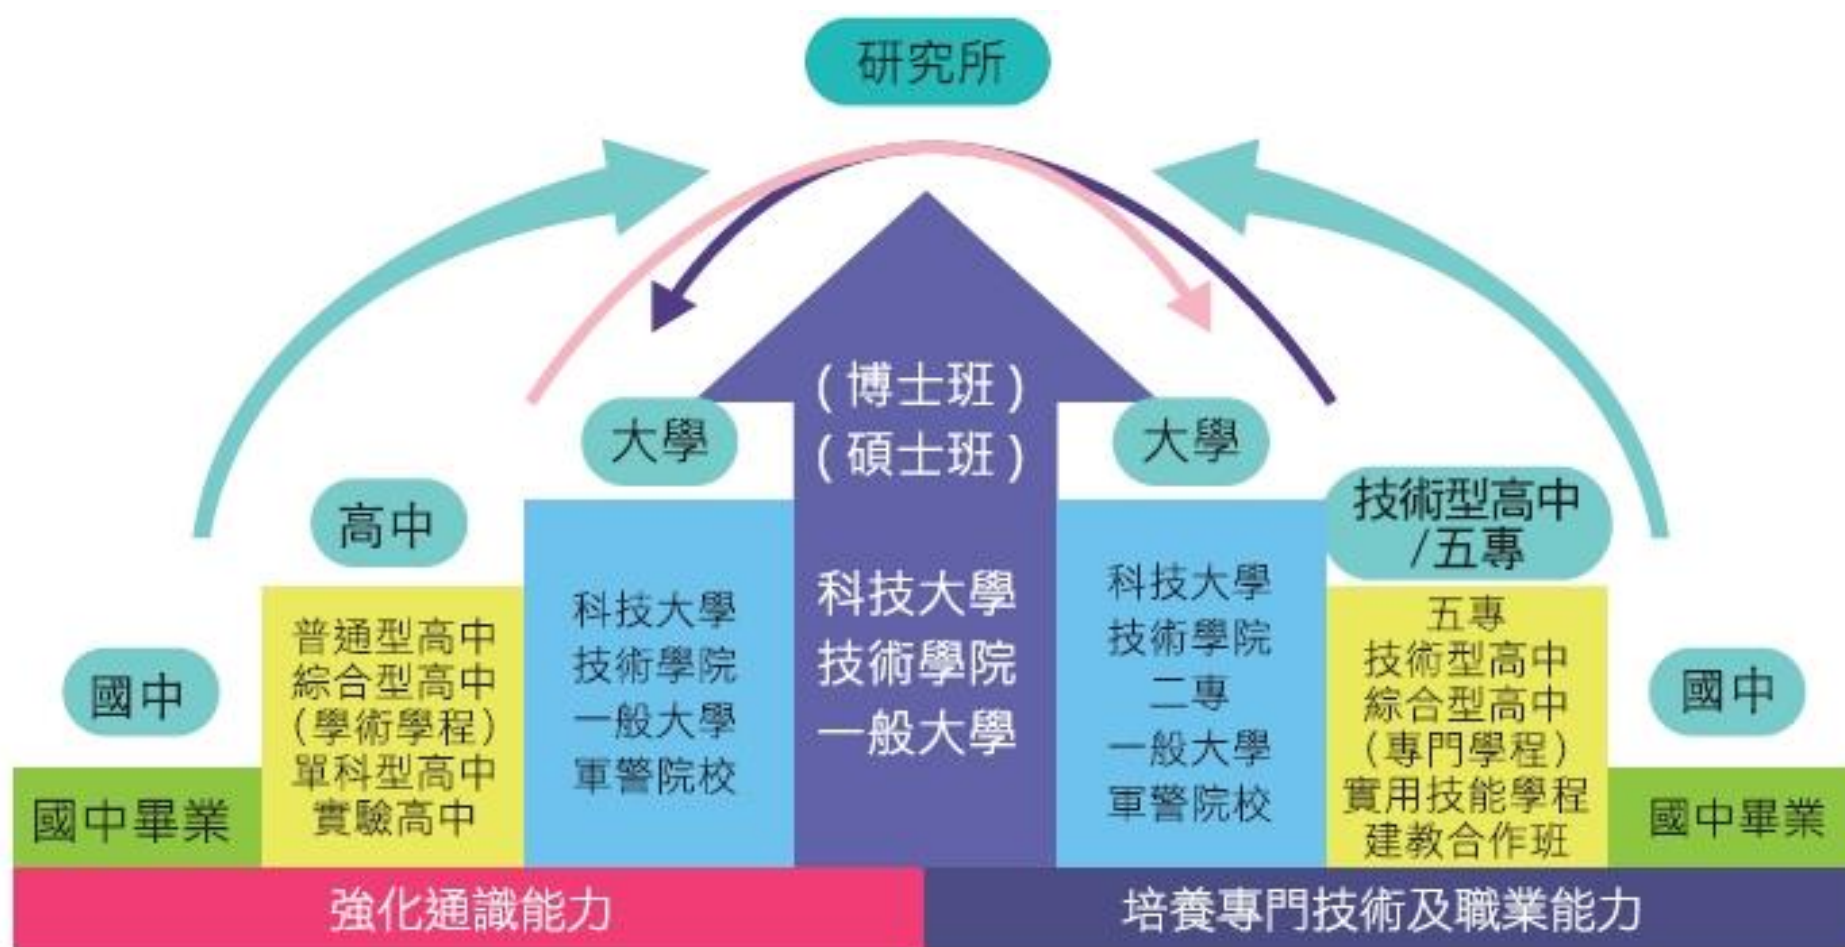 研究所
大學
高中
國中
國中畢業
普通型高中
綜合型高中
(學術學程)
單科型高中
實驗高中
科技大學
技術學院
一般大學
軍警院校
(博士班)
(碩士班)
科技大學
技術學院
一般大學
大學
科技大學
技術學院
二專
一般大學
軍警院校
技術型高中
/五專
五專
技術型高中
綜合型高中
(專門學程)
實用技能學程
建教合作班
國中
國中畢業
強化通識能力
培養專門技術及職業能力